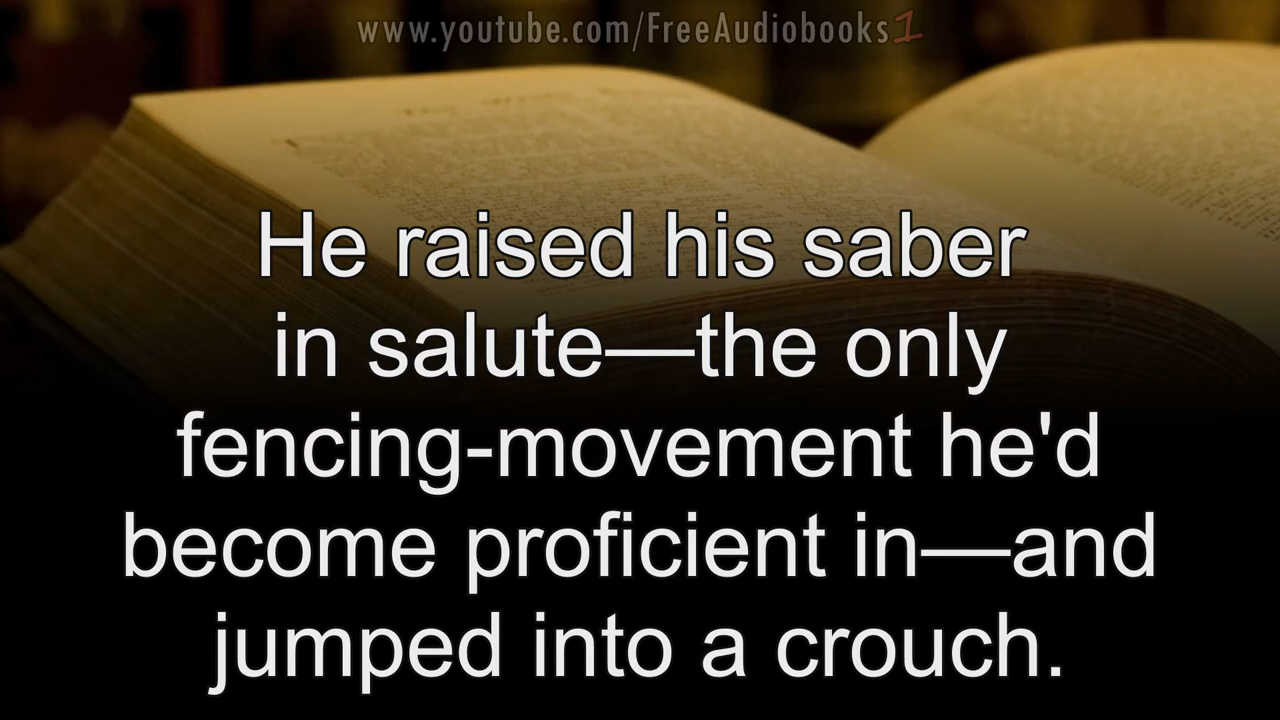 www.youtube.com/FreeAudiobooks1
He raised his saber
in salute—the only
fencing-movement he'd
become proficient in—and
jumped into a crouch.